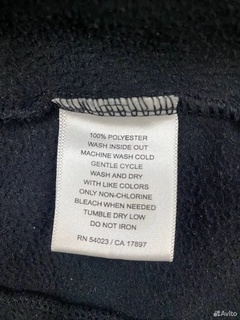 100% POLYESTER
WASH INSIDE OUT
MACHINE WASH COLD
GENTLE CYCLE
WASH AND DRY
WITH LIKE COLORS
ONLY NON-CHLORINE
BLEACH WHEN NEEDED
TUMBLE DRY LOW
DO NOT IRON
RN 54023 / CA 17897
Avito